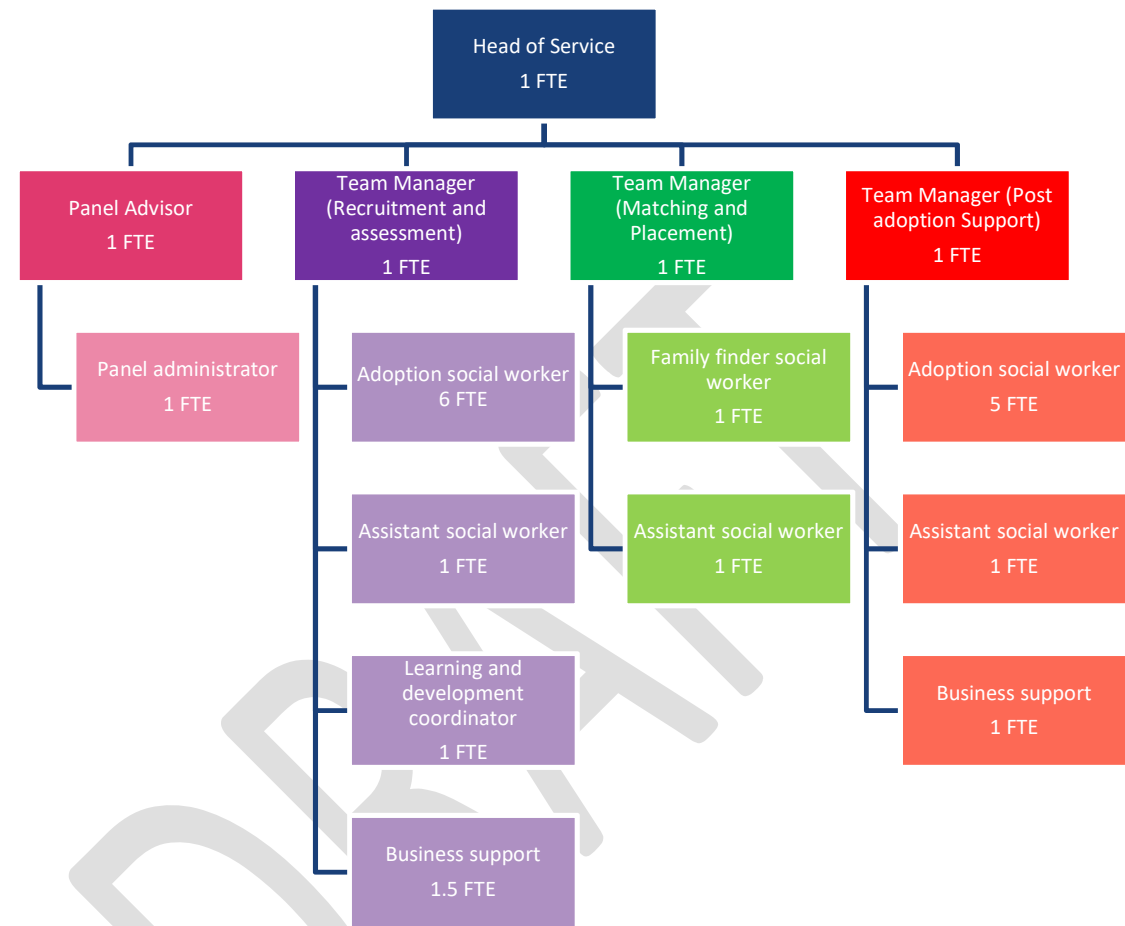 Head of Service
1 FTE
Panel Advisor
1 FTE
Team Manager
(Recruitment and
assessment)
1 FTE
Team Manager
(Matching and
Placement)
1 FTE
Team Manager (Post
adoption Support)
1 FTE
Panel administrator
1 FTE
Adoption social worker
6 FTE
Family finder social
worker
1 FTE
Adoption social worker
5 FTE
Assistant social worker
1 FTE
Assistant social worker
1 FTE
Assistant social worker
1 FTE
Learning and
development
coordinator
1 FTE
Business support
1 FTE
Business support
1.5 FTE
DRAFT